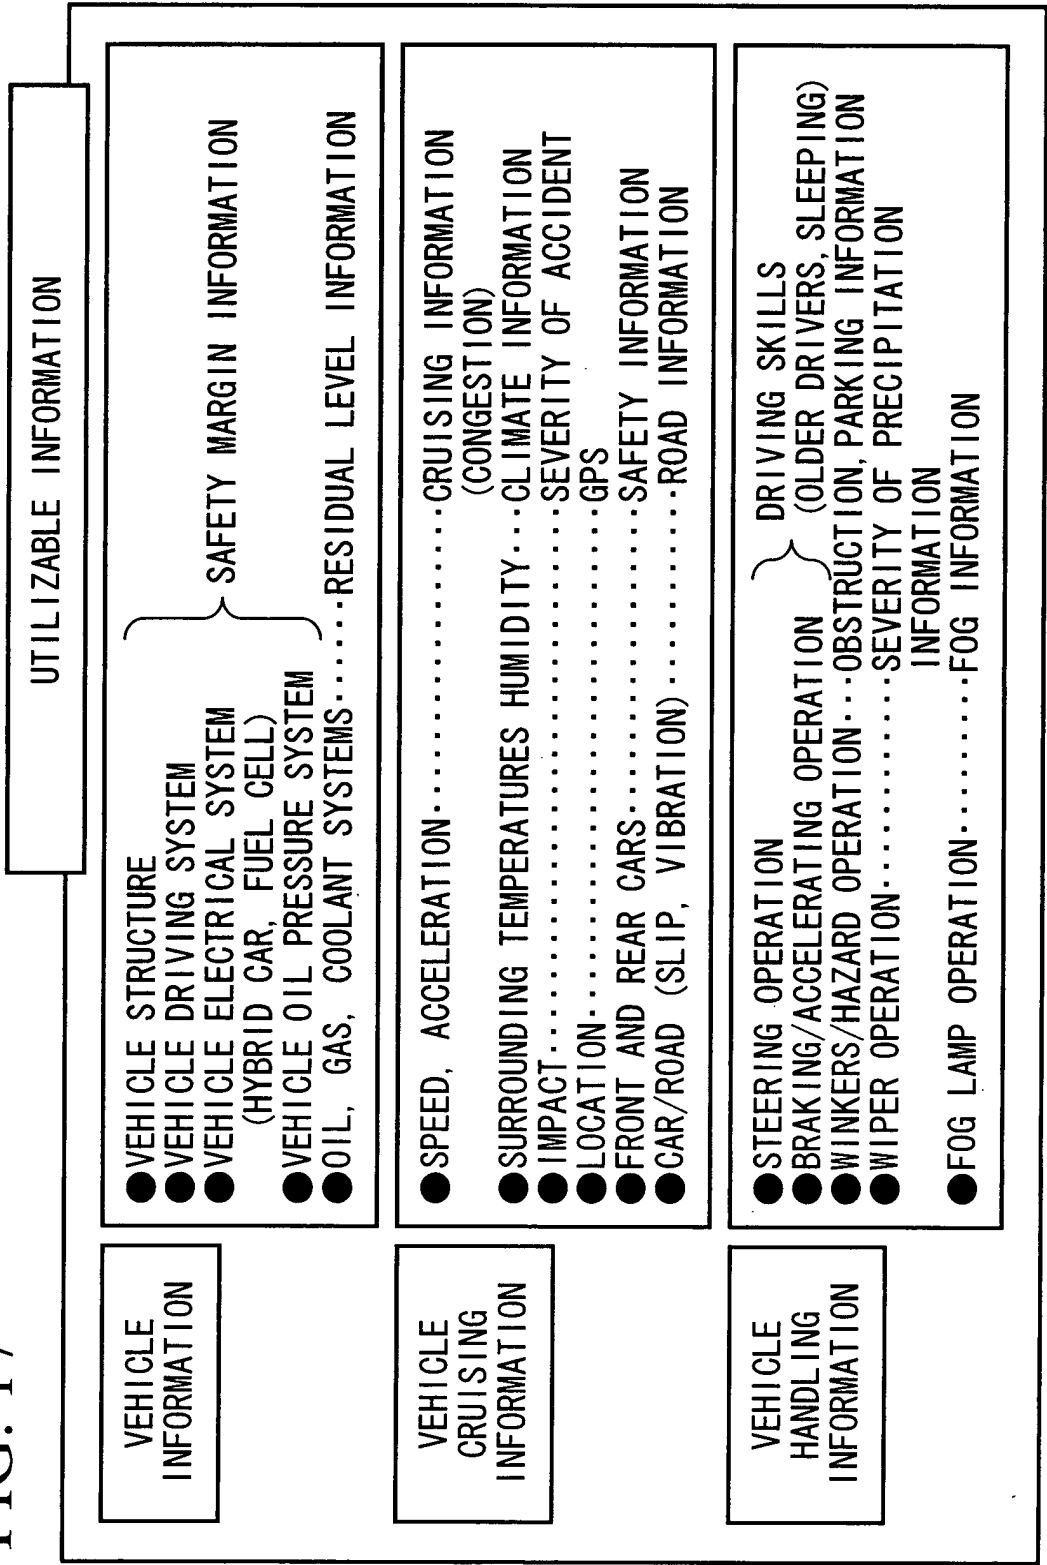 FIG. 17
UTILIZABLE INFORMATION
VEHICLE
INFORMATION
●VEHICLE STRUCTURE
●VEHICLE DRIVING SYSTEM
●VEHICLE ELECTRICAL SYSTEM
(HYBRID CAR, FUEL CELL)
●VEHICLE OIL PRESSURE SYSTEM
SAFETY MARGIN INFORMATION
●OIL, GAS, COOLANT SYSTEMS·····RESIDUAL LEVEL INFORMATION
VEHICLE
CRUISING
INFORMATION
●SPEED, ACCELERATION·················CRUISING INFORMATION
(CONGESTION)
●SURROUNDING TEMPERATURES HUMIDITY···CLIMATE INFORMATION
●IMPACT······························SEVERITY OF ACCIDENT
●LOCATION····························GPS
●FRONT AND REAR CARS·················SAFETY INFORMATION
●CAR/ROAD (SLIP, VIBRATION)··········ROAD INFORMATION
VEHICLE
HANDLING
INFORMATION
●STEERING OPERATION
●BRAKING/ACCELERATING OPERATION
DRIVING SKILLS
(OLDER DRIVERS, SLEEPING)
●WINKERS/HAZARD OPERATION···OBSTRUCTION, PARKING INFORMATION
●WIPER OPERATION············SEVERITY OF PRECIPITATION
INFORMATION
●FOG LAMP OPERATION·········FOG INFORMATION